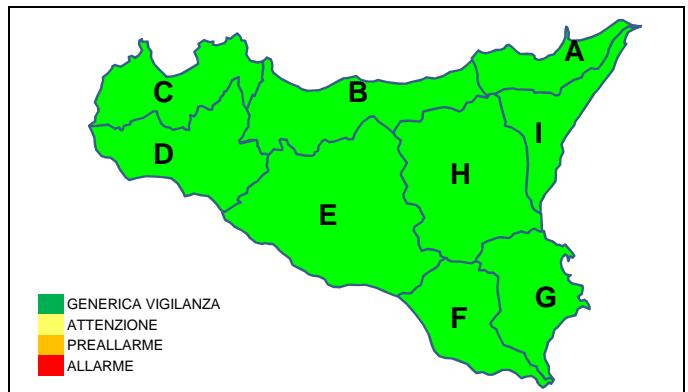 A
B
C
I
D
H
E
G
F
GENERICA VIGILANZA
ATTENZIONE
PREALLARME
ALLARME